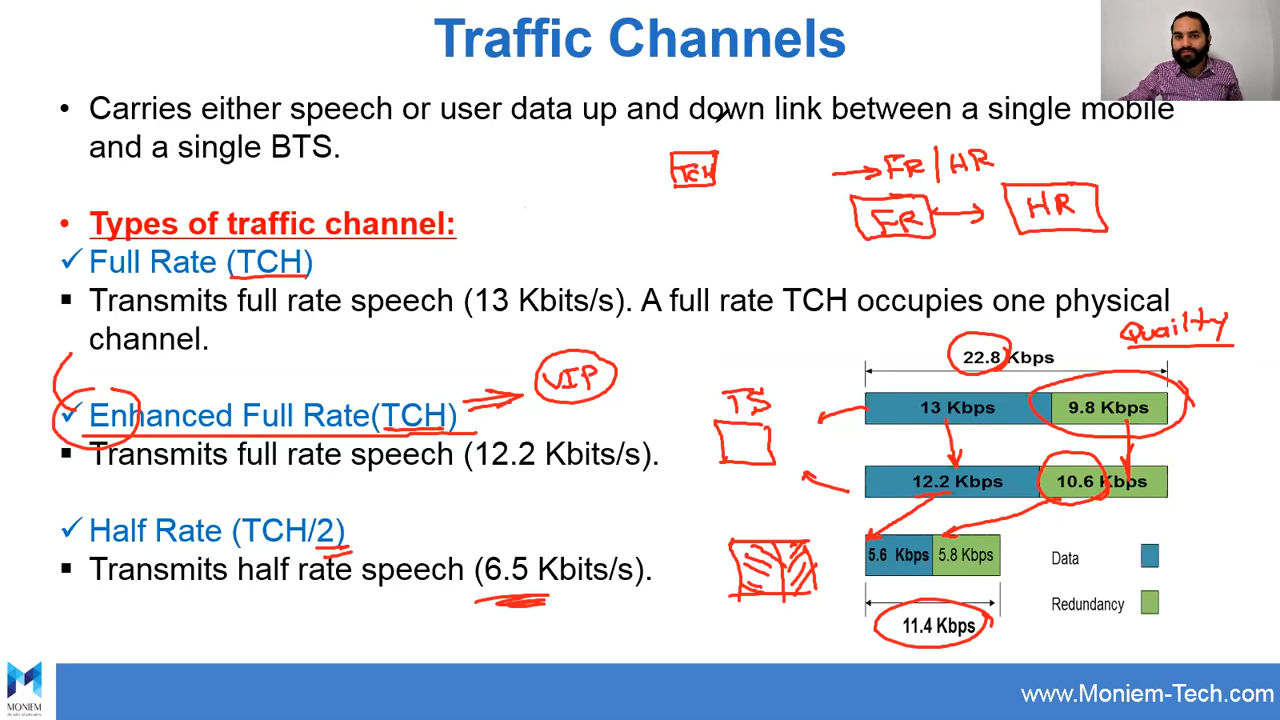 Traffic Channels
• Carries either speech or user data up and down link between a single mobile
and a single BTS.
TCH
→ FR / HR
FR
HR
• Types of traffic channel:
✓ Full Rate (TCH)
▪ Transmits full rate speech (13 Kbits/s). A full rate TCH occupies one physical
channel.
Quailty
22.8 Kbps
VIP
13 Kbps 9.8 Kbps
TS
✓ Enhanced Full Rate(TCH)
▪ Transmits full rate speech (12.2 Kbits/s).
12.2 Kbps 10.6 Kbps
✓ Half Rate (TCH/2)
5.6 Kbps 5.8 Kbps
Data
▪ Transmits half rate speech (6.5 Kbits/s).
Redundancy
11.4 Kbps
MONIEM
www.Moniem-Tech.com